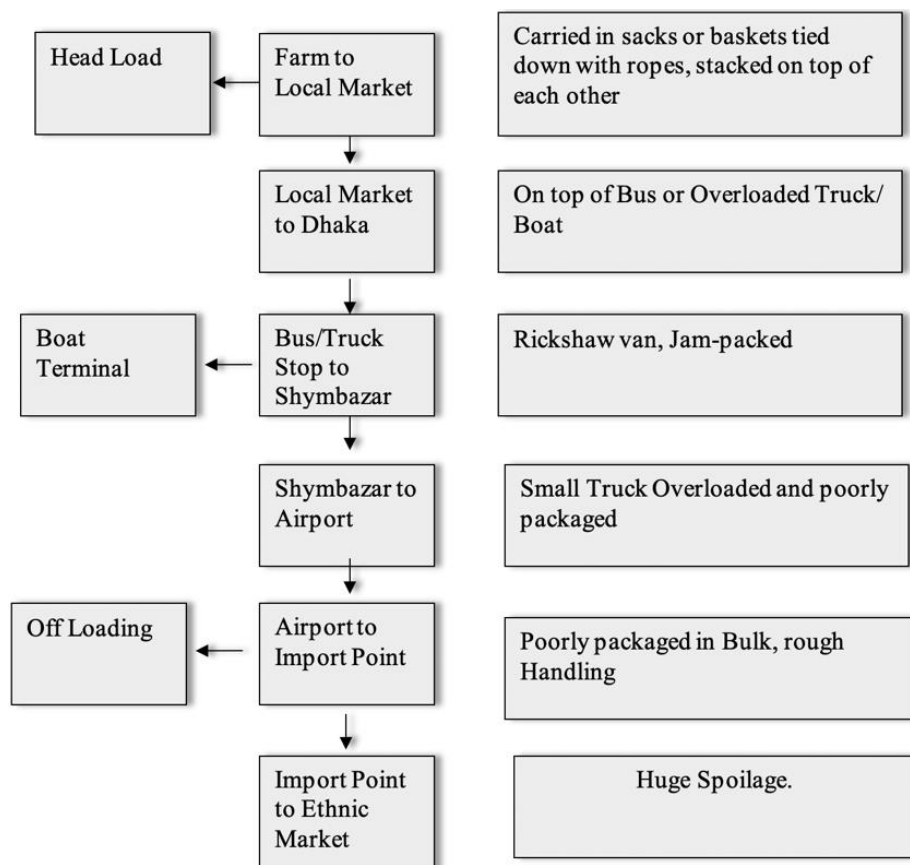 Head Load
Farm to
Local Market
Carried in sacks or baskets tied
down with ropes, stacked on top of
each other
Local Market
to Dhaka
On top of Bus or Overloaded Truck/
Boat
Boat
Terminal
Bus/Truck
Stop to
Shymbazar
Rickshaw van, Jam-packed
Shymbazar to
Airport
Small Truck Overloaded and poorly
packaged
Off Loading
Airport to
Import Point
Poorly packaged in Bulk, rough
Handling
Import Point
to Ethnic
Market
Huge Spoilage.